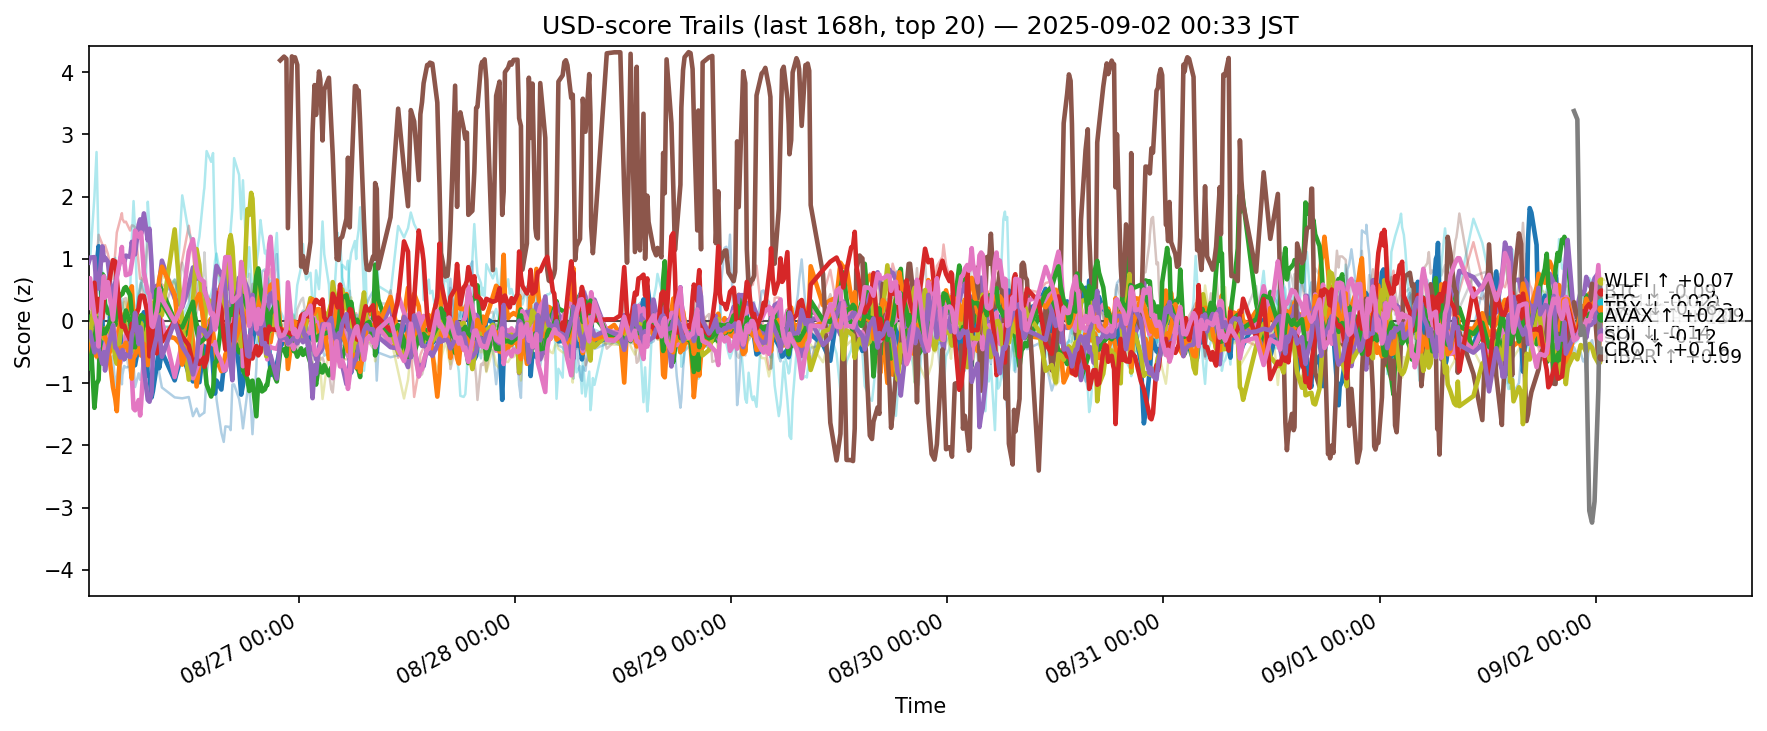 USD-score Trails (last 168h, top 20) — 2025-09-02 00:33 JST
Score (z)
4
3
2
1
0
−1
−2
−3
−4
WLFI ↑ +0.07
AVAX ↑ +0.21
CRO ↑ +0.16
08/27 00:00
08/28 00:00
08/29 00:00
08/30 00:00
08/31 00:00
09/01 00:00
09/02 00:00
Time